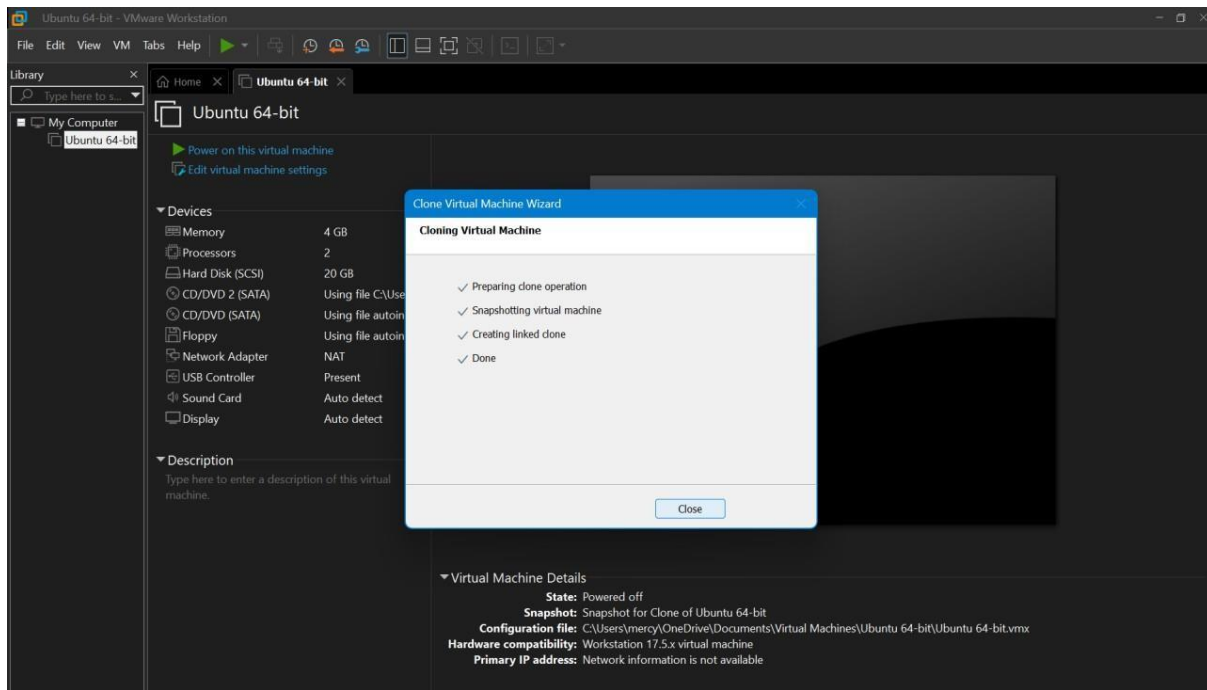 Ubuntu 64-bit - VMware Workstation
File Edit View VM Tabs Help
Library
Type here to s...
My Computer
Ubuntu 64-bit
Home
Ubuntu 64-bit
Ubuntu 64-bit
Power on this virtual machine
Edit virtual machine settings
Devices
Memory 4 GB
Processors 2
Hard Disk (SCSI) 20 GB
CD/DVD 2 (SATA) Using file C:\Use
CD/DVD (SATA) Using file autoin
Floppy Using file autoin
Network Adapter NAT
USB Controller Present
Sound Card Auto detect
Display Auto detect
Description
Type here to enter a description of this virtual
machine.
Clone Virtual Machine Wizard
Cloning Virtual Machine
Preparing clone operation
Snapshotting virtual machine
Creating linked clone
Done
Close
Virtual Machine Details
State: Powered off
Snapshot: Snapshot for Clone of Ubuntu 64-bit
Configuration file: C:\Users\mercy\OneDrive\Documents\Virtual Machines\Ubuntu 64-bit\Ubuntu 64-bit.vmx
Hardware compatibility: Workstation 17.5.x virtual machine
Primary IP address: Network information is not available